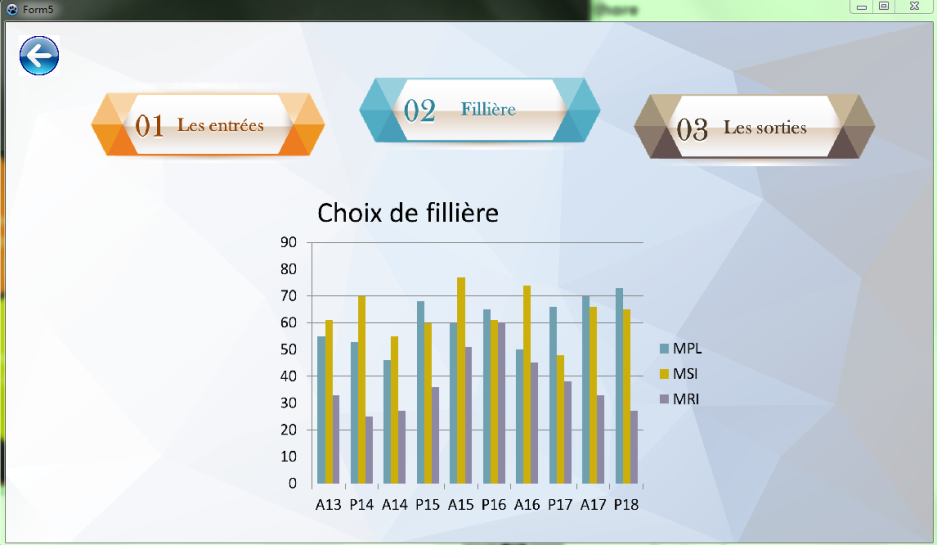 Form5
Share
01 Les entrées
02 Fillière
03 Les sorties
Choix de fillière
90
80
70
60
50
40
30
20
10
0
A13 P14 A14 P15 A15 P16 A16 P17 A17 P18
MPL
MSI
MRI